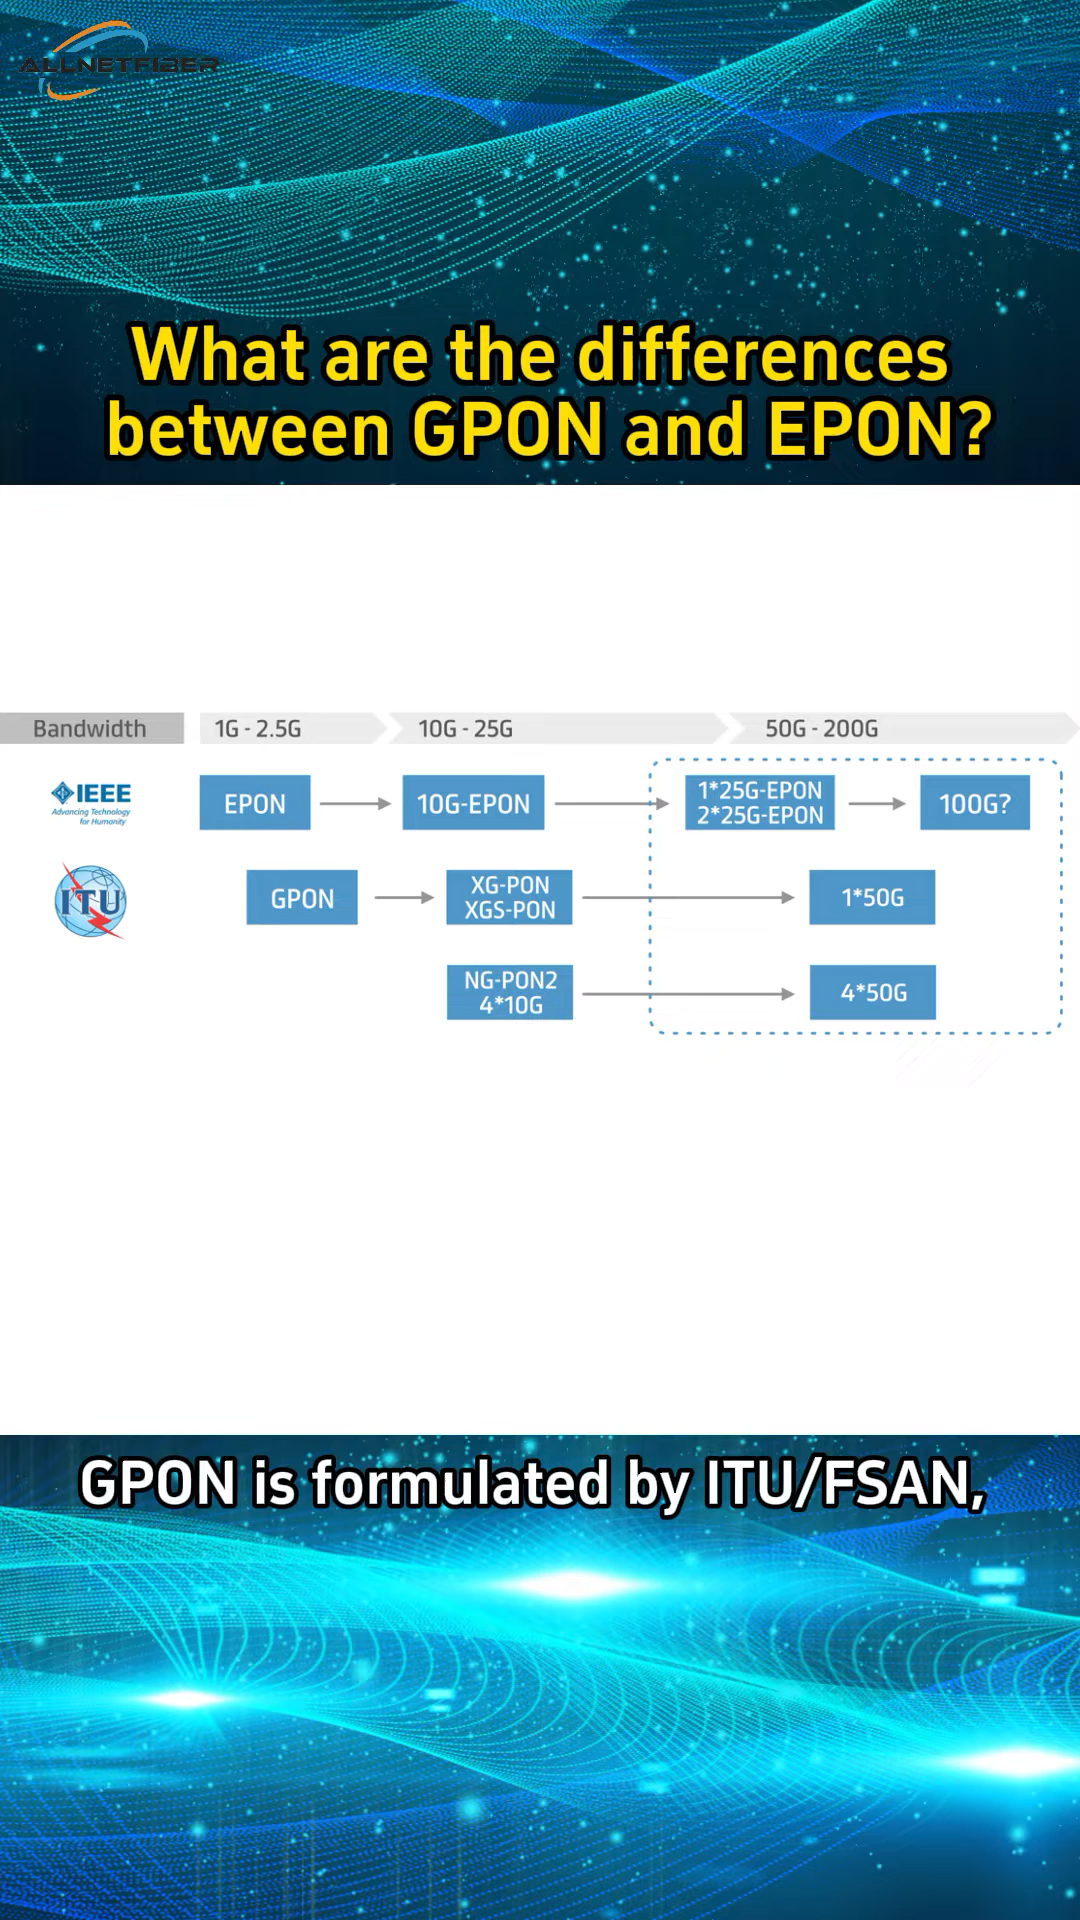 ALLNETFIBER
What are the differences
between GPON and EPON?
Bandwidth
1G - 2.5G
10G - 25G
50G - 200G
IEEE
Advancing Technology
for Humanity
EPON
10G-EPON
1*25G-EPON
2*25G-EPON
100G?
ITU
GPON
XG-PON
XGS-PON
1*50G
NG-PON2
4*10G
4*50G
GPON is formulated by ITU/FSAN,